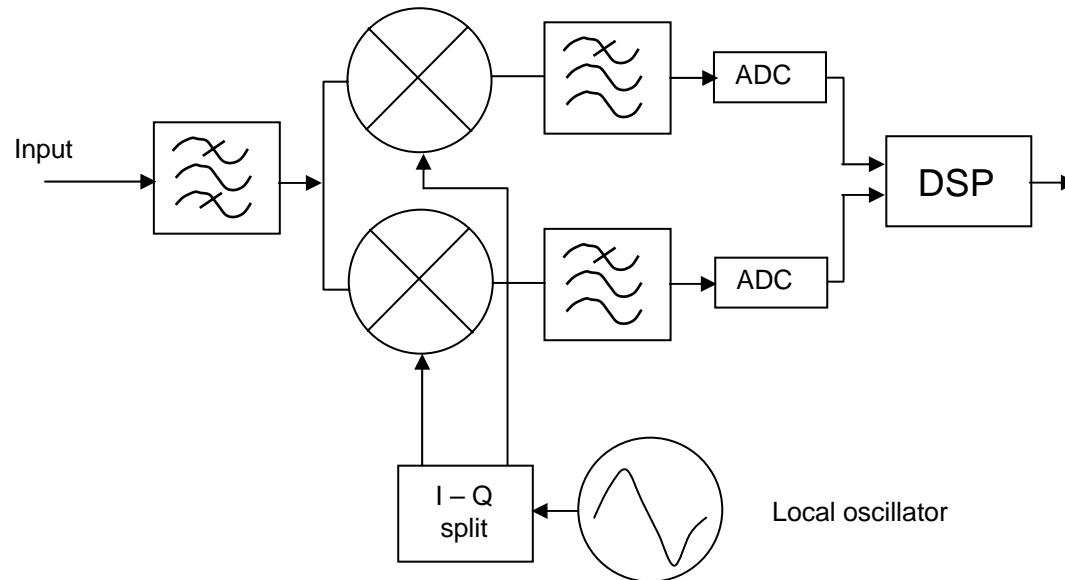 ADC
Input
DSP
ADC
I – Q
split
Local oscillator